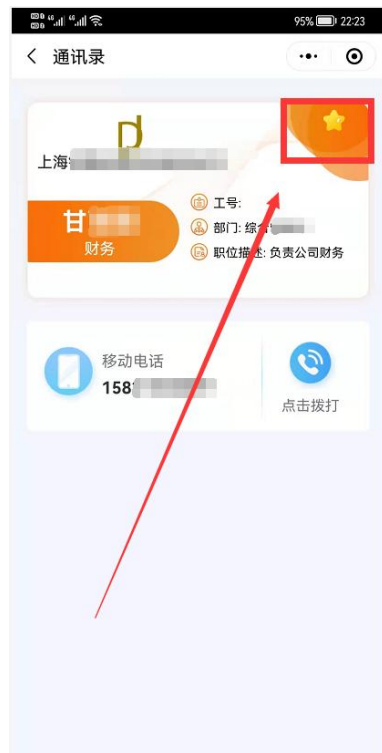 95% 22:23
通讯录
上海
工号:
甘
部门: 综合
财务
职位描述: 负责公司财务
移动电话
158
点击拨打